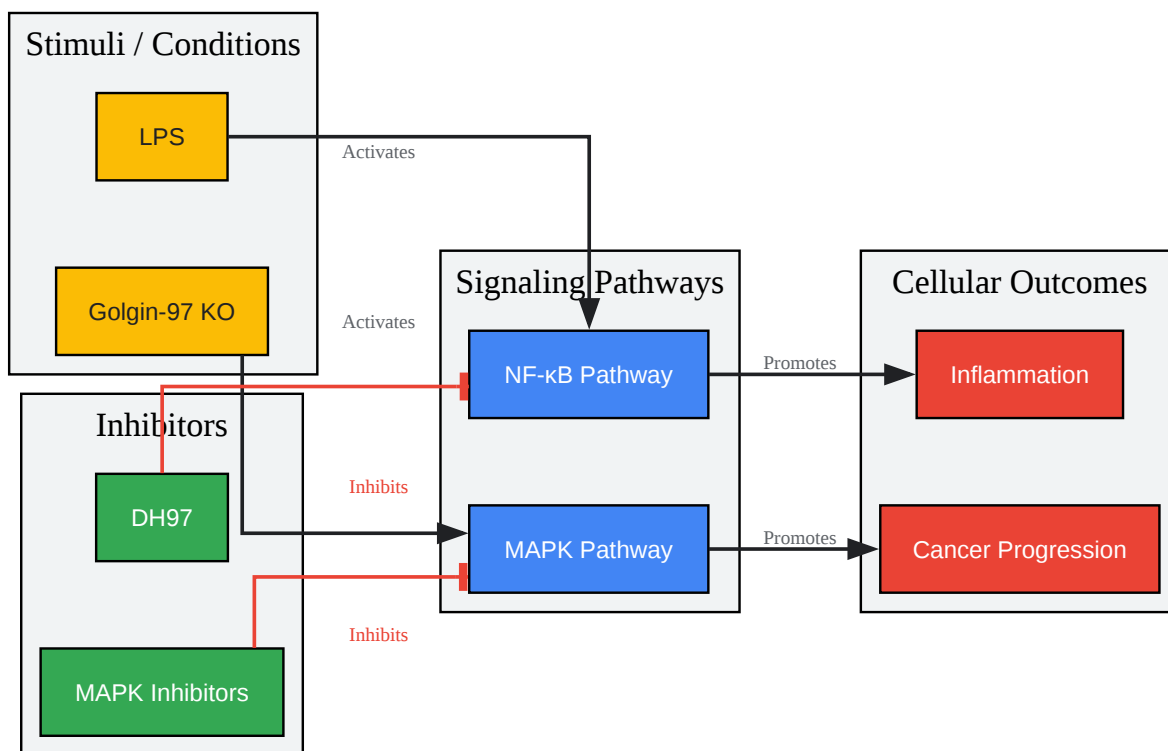 Stimuli / Conditions
LPS
Activates
Golgin-97 KO
Activates
Signaling Pathways
NF-κB Pathway
Promotes
Cellular Outcomes
Inflammation
Inhibitors
DH97
Inhibits
MAPK Pathway
Promotes
Cancer Progression
MAPK Inhibitors
Inhibits